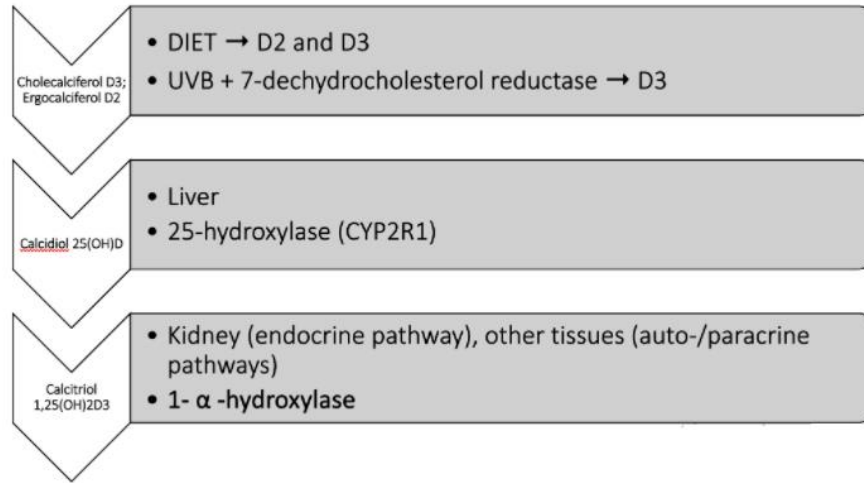 Cholecalciferol D3;
Ergocalciferol D2
• DIET → D2 and D3
• UVB + 7-dechydrocholesterol reductase → D3
Calcidiol 25(OH)D
• Liver
• 25-hydroxylase (CYP2R1)
Calcitriol
1,25(OH)2D3
• Kidney (endocrine pathway), other tissues (auto-/paracrine
pathways)
• 1- α -hydroxylase